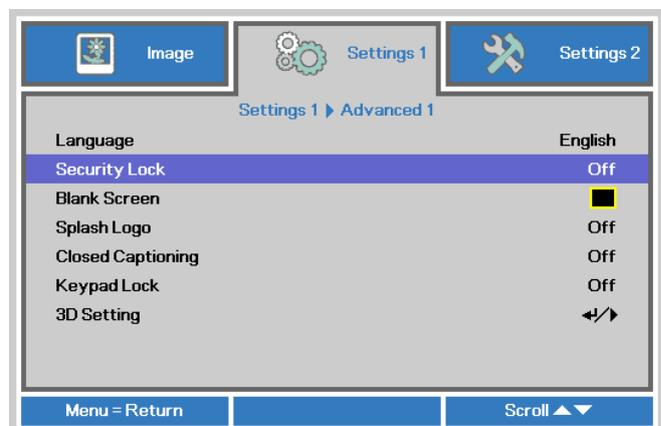 Image
Settings 1
Settings 2
Settings 1 ▶ Advanced 1
Language English
Security Lock Off
Blank Screen
Splash Logo Off
Closed Captioning Off
Keypad Lock Off
3D Setting ↵/▶
Menu = Return
Scroll ▲▼